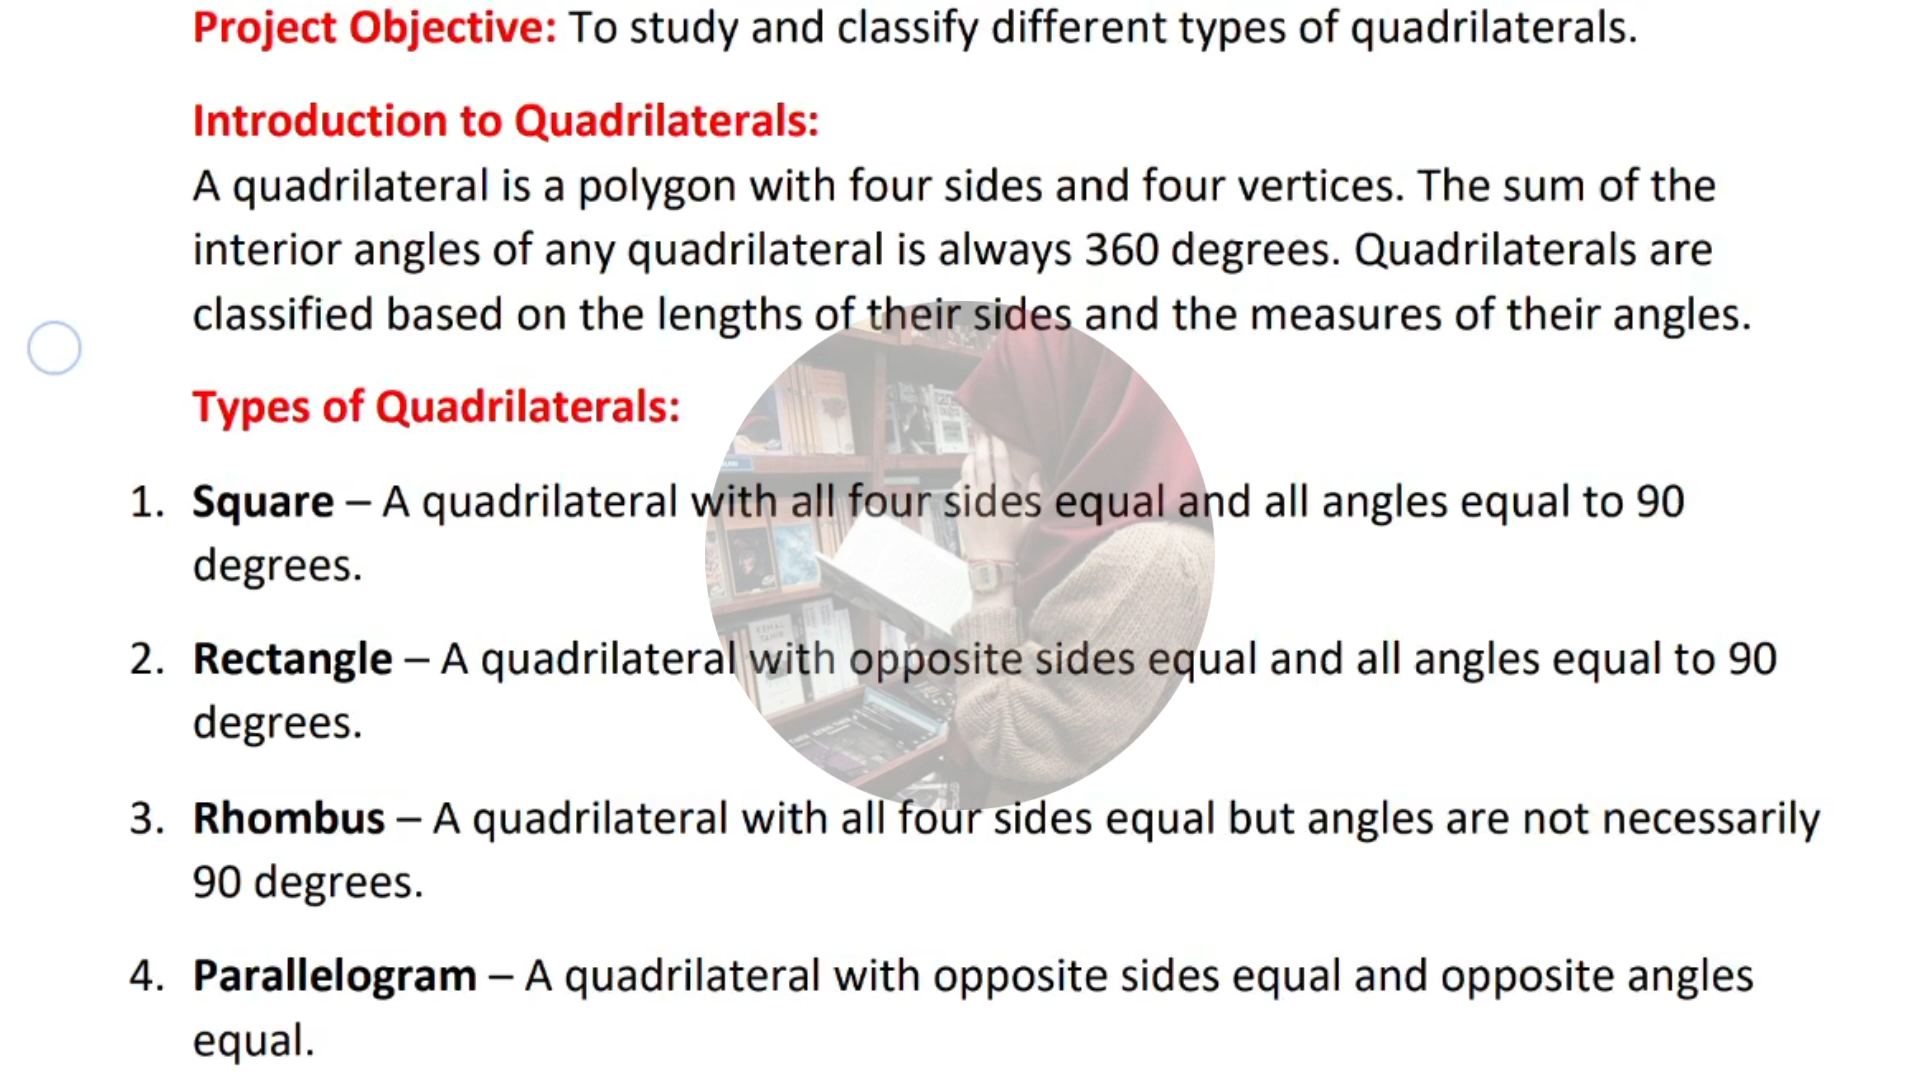 Project Objective: To study and classify different types of quadrilaterals.
Introduction to Quadrilaterals:
A quadrilateral is a polygon with four sides and four vertices. The sum of the
interior angles of any quadrilateral is always 360 degrees. Quadrilaterals are
classified based on the lengths of their sides and the measures of their angles.
Types of Quadrilaterals:
1. Square – A quadrilateral with all four sides equal and all angles equal to 90
degrees.
2. Rectangle – A quadrilateral with opposite sides equal and all angles equal to 90
degrees.
3. Rhombus – A quadrilateral with all four sides equal but angles are not necessarily
90 degrees.
4. Parallelogram – A quadrilateral with opposite sides equal and opposite angles
equal.
KEMAL
TAHIR